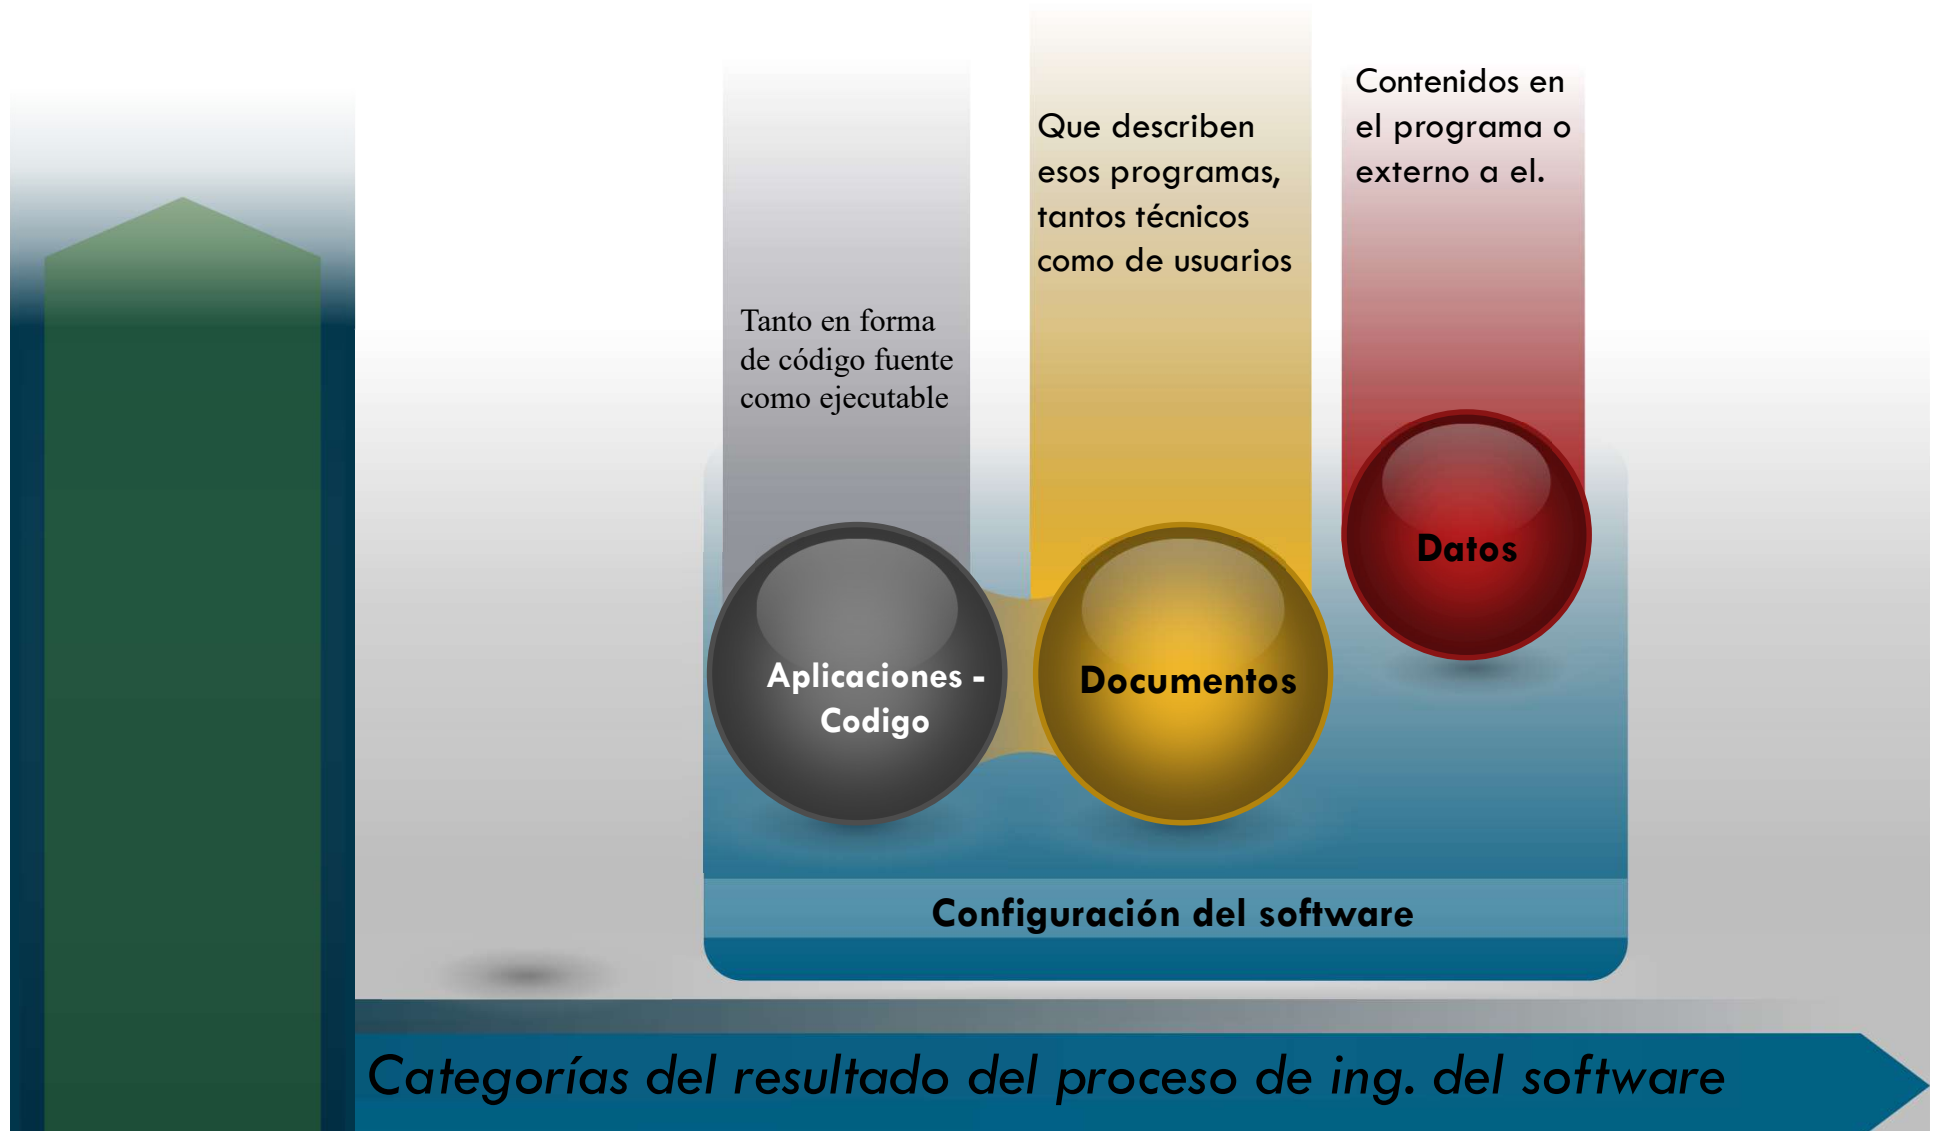 Tanto en forma
de código fuente
como ejecutable
Que describen
esos programas,
tantos técnicos
como de usuarios
Contenidos en
el programa o
externo a el.
Aplicaciones -
Codigo
Documentos
Datos
Configuración del software
Categorías del resultado del proceso de ing. del software